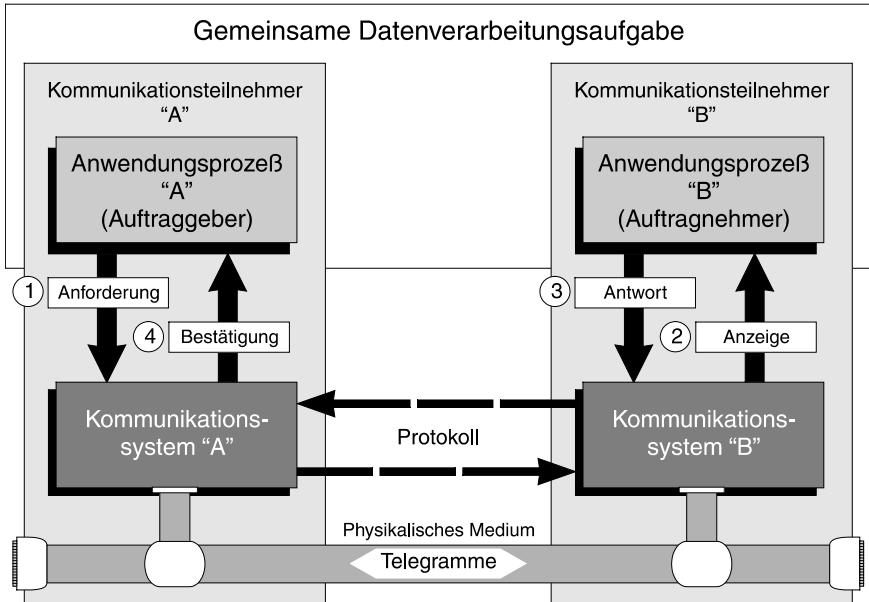 Gemeinsame Datenverarbeitungsaufgabe
Kommunikationsteilnehmer
“A”
Anwendungsprozeß
“A”
(Auftraggeber)
1
Anforderung
4
Bestätigung
Kommunikations-
system “A”
Kommunikationsteilnehmer
“B”
Anwendungsprozeß
“B”
(Auftragnehmer)
3
Antwort
2
Anzeige
Kommunikations-
system “B”
Protokoll
Physikalisches Medium
Telegramme